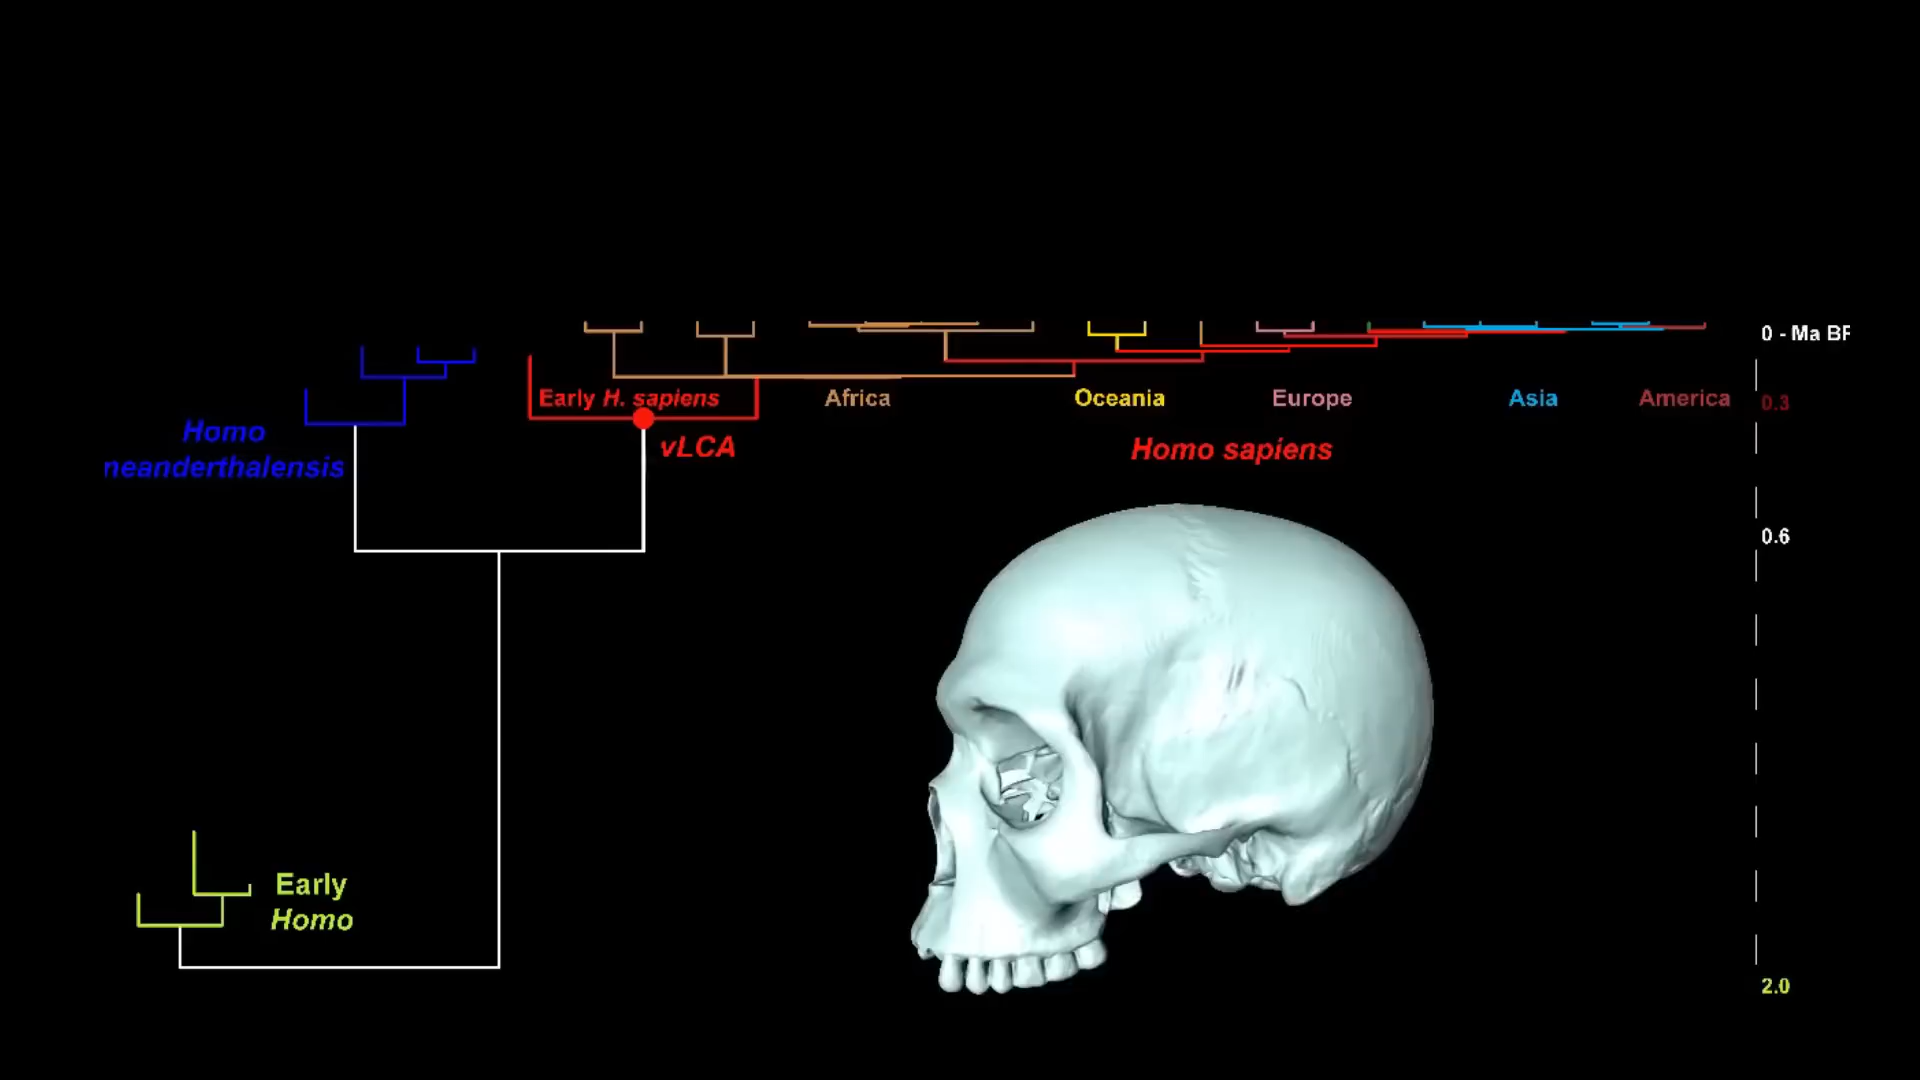 0 - Ma BP
Early H. sapiens
Africa
Oceania
Europe
Asia
America
0.3
Homo
neanderthalensis
vLCA
Homo sapiens
0.6
Early
Homo
2.0